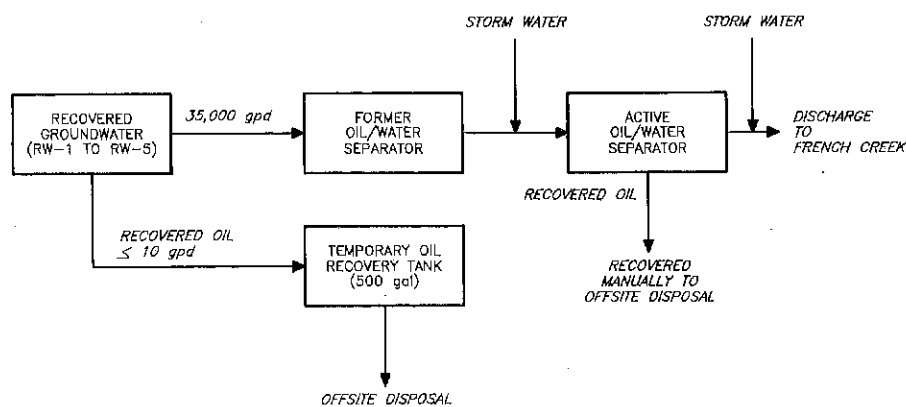 STORM WATER
STORM WATER
RECOVERED
GROUNDWATER
(RW-1 TO RW-5)
35,000 gpd
FORMER
OIL/WATER
SEPARATOR
ACTIVE
OIL/WATER
SEPARATOR
DISCHARGE
TO
FRENCH CREEK
RECOVERED OIL
RECOVERED OIL
≤ 10 gpd
TEMPORARY OIL
RECOVERY TANK
(500 gal)
RECOVERED
MANUALLY TO
OFFSITE DISPOSAL
OFFSITE DISPOSAL